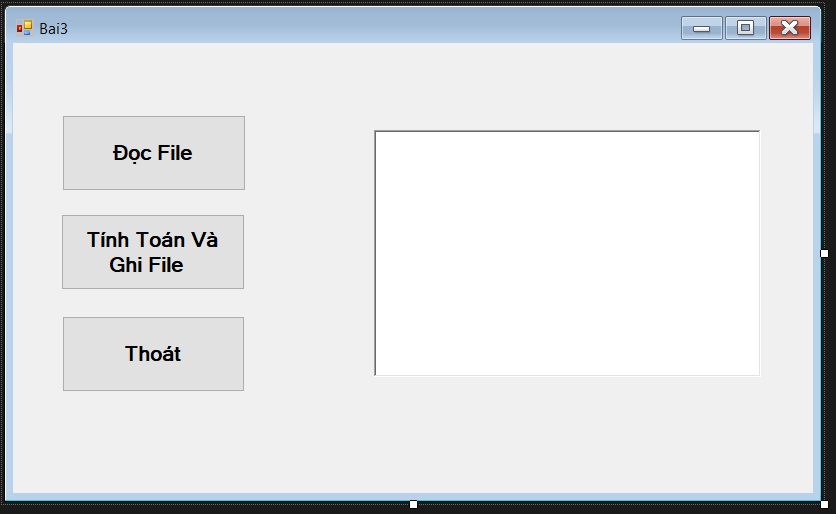 Bai3
Đọc File
Tính Toán Và
Ghi File
Thoát